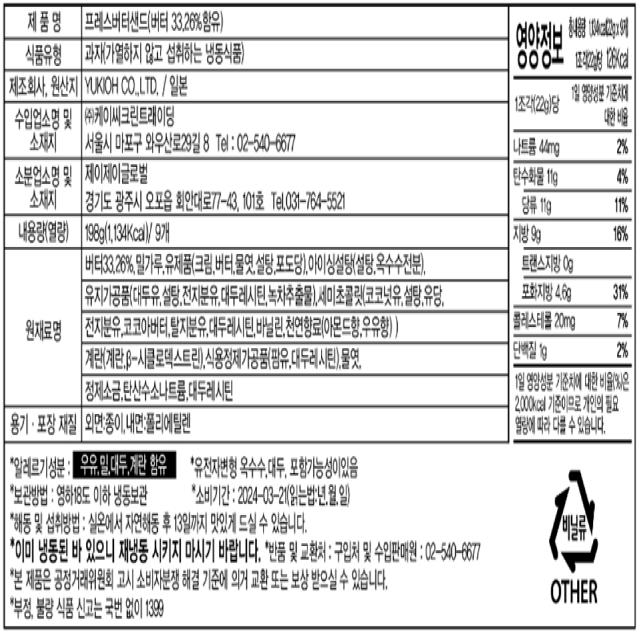 제 품 명 프레스버터샌드(버터 33,26%함유)
식품유형 과자(가열하지 않고 섭취하는 냉동식품)
제조회사, 원산지 YUKIOH CO.,LTD. / 일본
수입업소명 및 소재지 ㈜케이씨크린트레이딩
서울시 마포구 와우산로29길 8 Tel : 02-540-6677
소분업소명 및 소재지 제이제이글로벌
경기도 광주시 오포읍 회안대로77-43, 101호 Tel.031-764-5521
내용량(열량) 198g(1,134Kcal)/ 9개
원재료명
버터33,26%,밀가루,유제품(크림,버터,물엿,설탕,포도당),아이싱설탕(설탕,옥수수전분),
유지가공품(대두유,설탕,전지분유,대두레시틴,녹차추출물),세미초콜릿(코코넛유,설탕,유당,
전지분유,코코아버터,탈지분유,대두레시틴,바닐린,천연향료(아몬드향,우유향) )
계란(계란,β-시클로덱스트린),식용정제가공품(팜유,대두레시틴),물엿,
정제소금,탄산수소나트륨,대두레시틴
용기 · 포장 재질 외면:종이,내면:폴리에틸렌
*알레르기성분 : 우유,밀,대두,계란 함유 *유전자변형 옥수수,대두, 포함가능성있음
*보관방법 : 영하18도 이하 냉동보관 *소비기한 : 2024-03-21(읽는법:년,월,일)
*해동 및 섭취방법 : 실온에서 자연해동 후 13일까지 맛있게 드실 수 있습니다.
*이미 냉동된 바 있으니 재냉동 시키지 마시기 바랍니다. *반품 및 교환처 : 구입처 및 수입판매원 : 02-540-6677
*본 제품은 공정거래위원회 고시 소비자분쟁 해결 기준에 의거 교환 또는 보상 받으실 수 있습니다.
*부정, 불량 식품 신고는 국번 없이 1399
영양정보
총내용량 1,134kcal(22g x 9개)
1조각(22g)당 126Kcal
1조각(22g)당 1일 영양성분 기준치에 대한 비율
나트륨 44mg 2%
탄수화물 11g 4%
당류 11g 11%
지방 9g 16%
트랜스지방 0g
포화지방 4.6g 31%
콜레스테롤 20mg 7%
단백질 1g 2%
1일 영양성분 기준치에 대한 비율(%)은
2,000kcal 기준이므로 개인의 필요
열량에 따라 다를 수 있습니다.
비닐류
OTHER